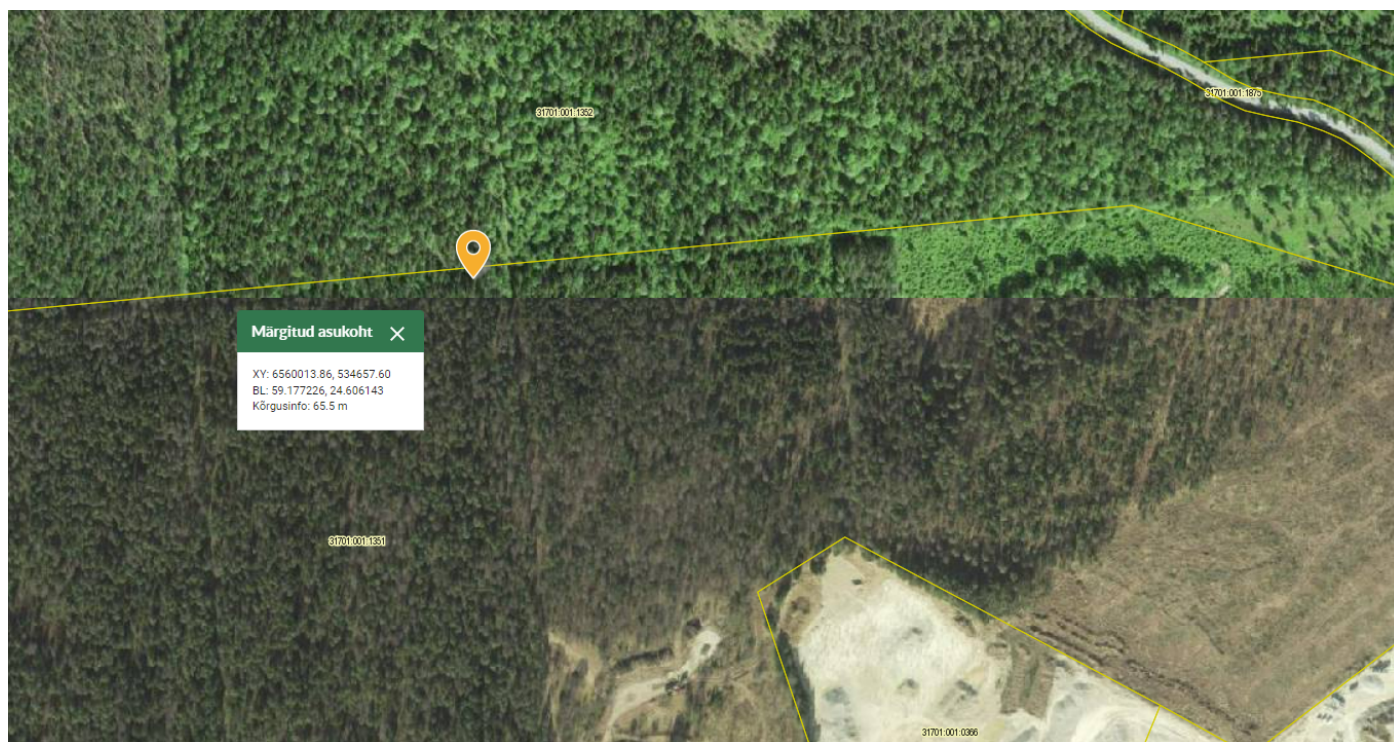 31701:001:1875
31701:001:1352
Märgitud asukoht
XY: 6560013.86, 534657.60
BL: 59.177226, 24.606143
Kõrgusinfo: 65.5 m
31701:001:1351
31701:001:0366